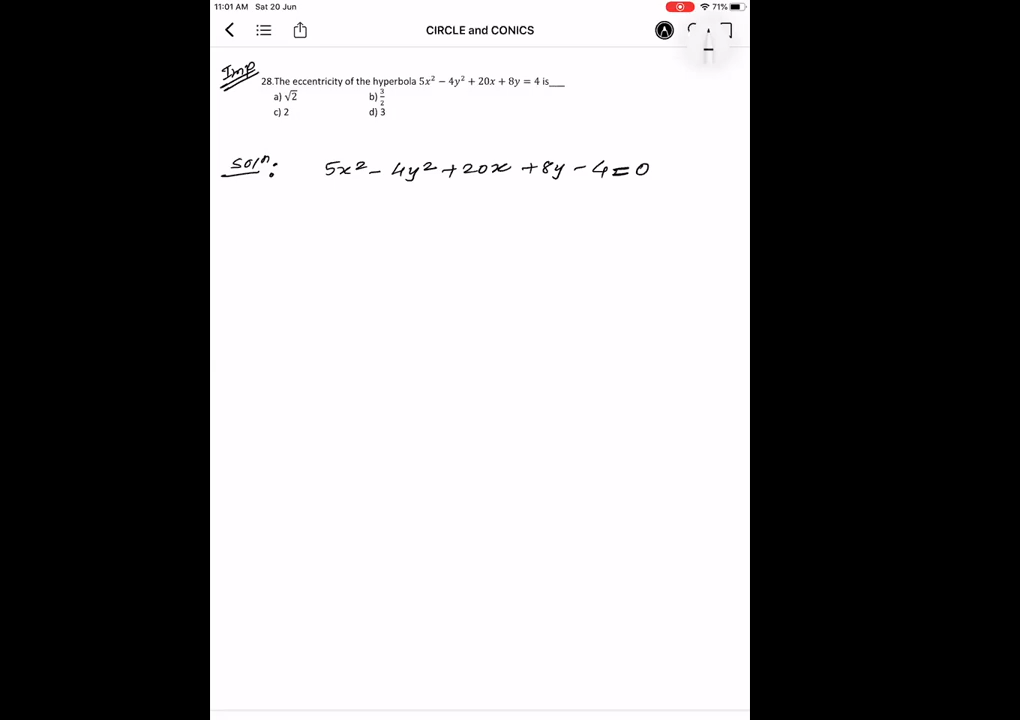 11:01 AM Sat 20 Jun 71%
CIRCLE and CONICS
Imp
28.The eccentricity of the hyperbola 5x² − 4y² + 20x + 8y = 4 is___
a) √2 b) 3/2
c) 2 d) 3
Solⁿ: 5x² - 4y² + 20x + 8y - 4 = 0